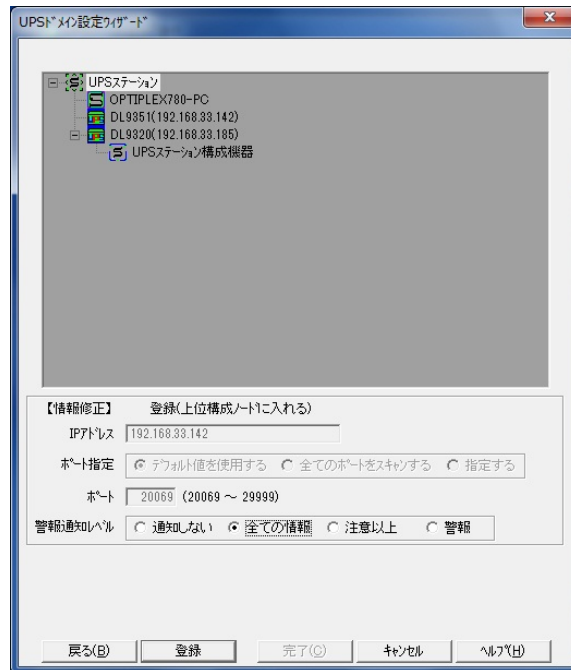 UPSﾄﾞﾒｲﾝ設定ｳｨｻﾞｰﾄﾞ
UPSｽﾃｰｼｮﾝ
OPTIPLEX780-PC
DL9351(192.168.33.142)
DL9320(192.168.33.185)
UPSｽﾃｰｼｮﾝ構成機器
【情報修正】 登録(上位構成ﾉｰﾄﾞに入れる)
IPｱﾄﾞﾚｽ 192.168.33.142
ﾎﾟｰﾄ指定 ﾃﾞﾌｫﾙﾄ値を使用する 全てのﾎﾟｰﾄをｽｷｬﾝする 指定する
ﾎﾟｰﾄ 20069 (20069 ～ 29999)
警報通知ﾚﾍﾞﾙ 通知しない 全ての情報 注意以上 警報
戻る(B) 登録 完了(C) ｷｬﾝｾﾙ ﾍﾙﾌﾟ(H)